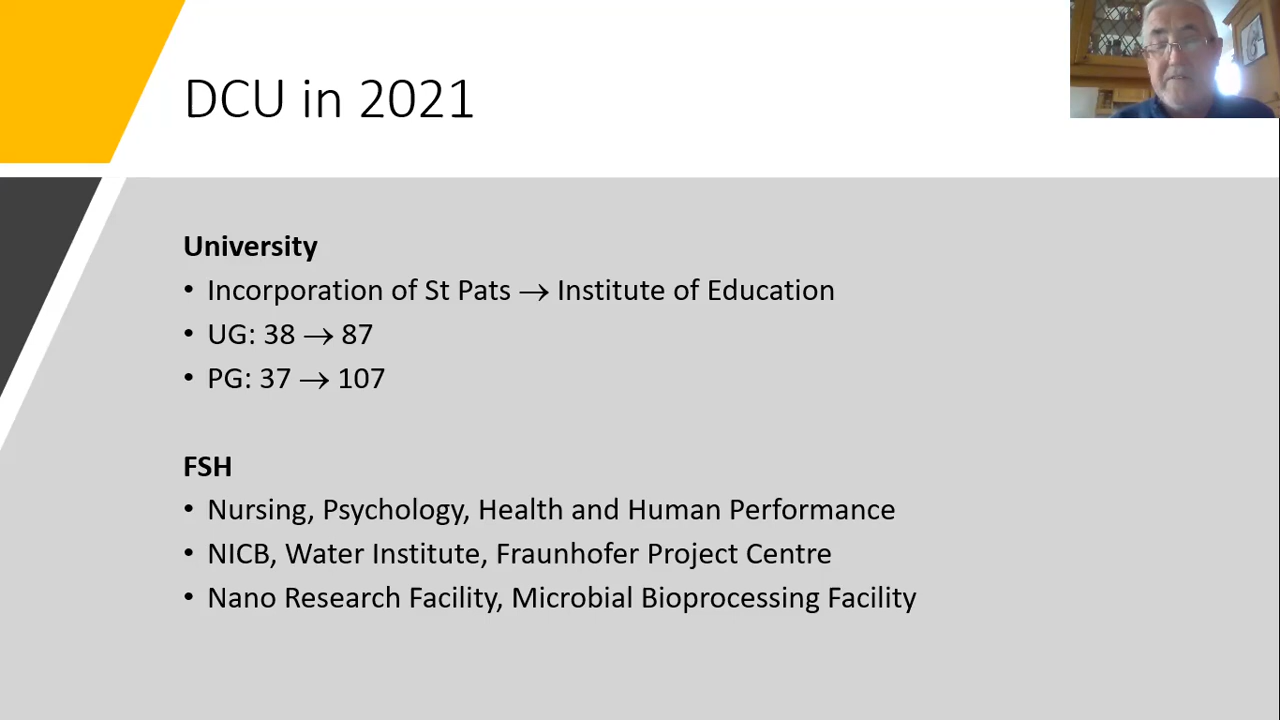 DCU in 2021
University
• Incorporation of St Pats → Institute of Education
• UG: 38 → 87
• PG: 37 → 107
FSH
• Nursing, Psychology, Health and Human Performance
• NICB, Water Institute, Fraunhofer Project Centre
• Nano Research Facility, Microbial Bioprocessing Facility